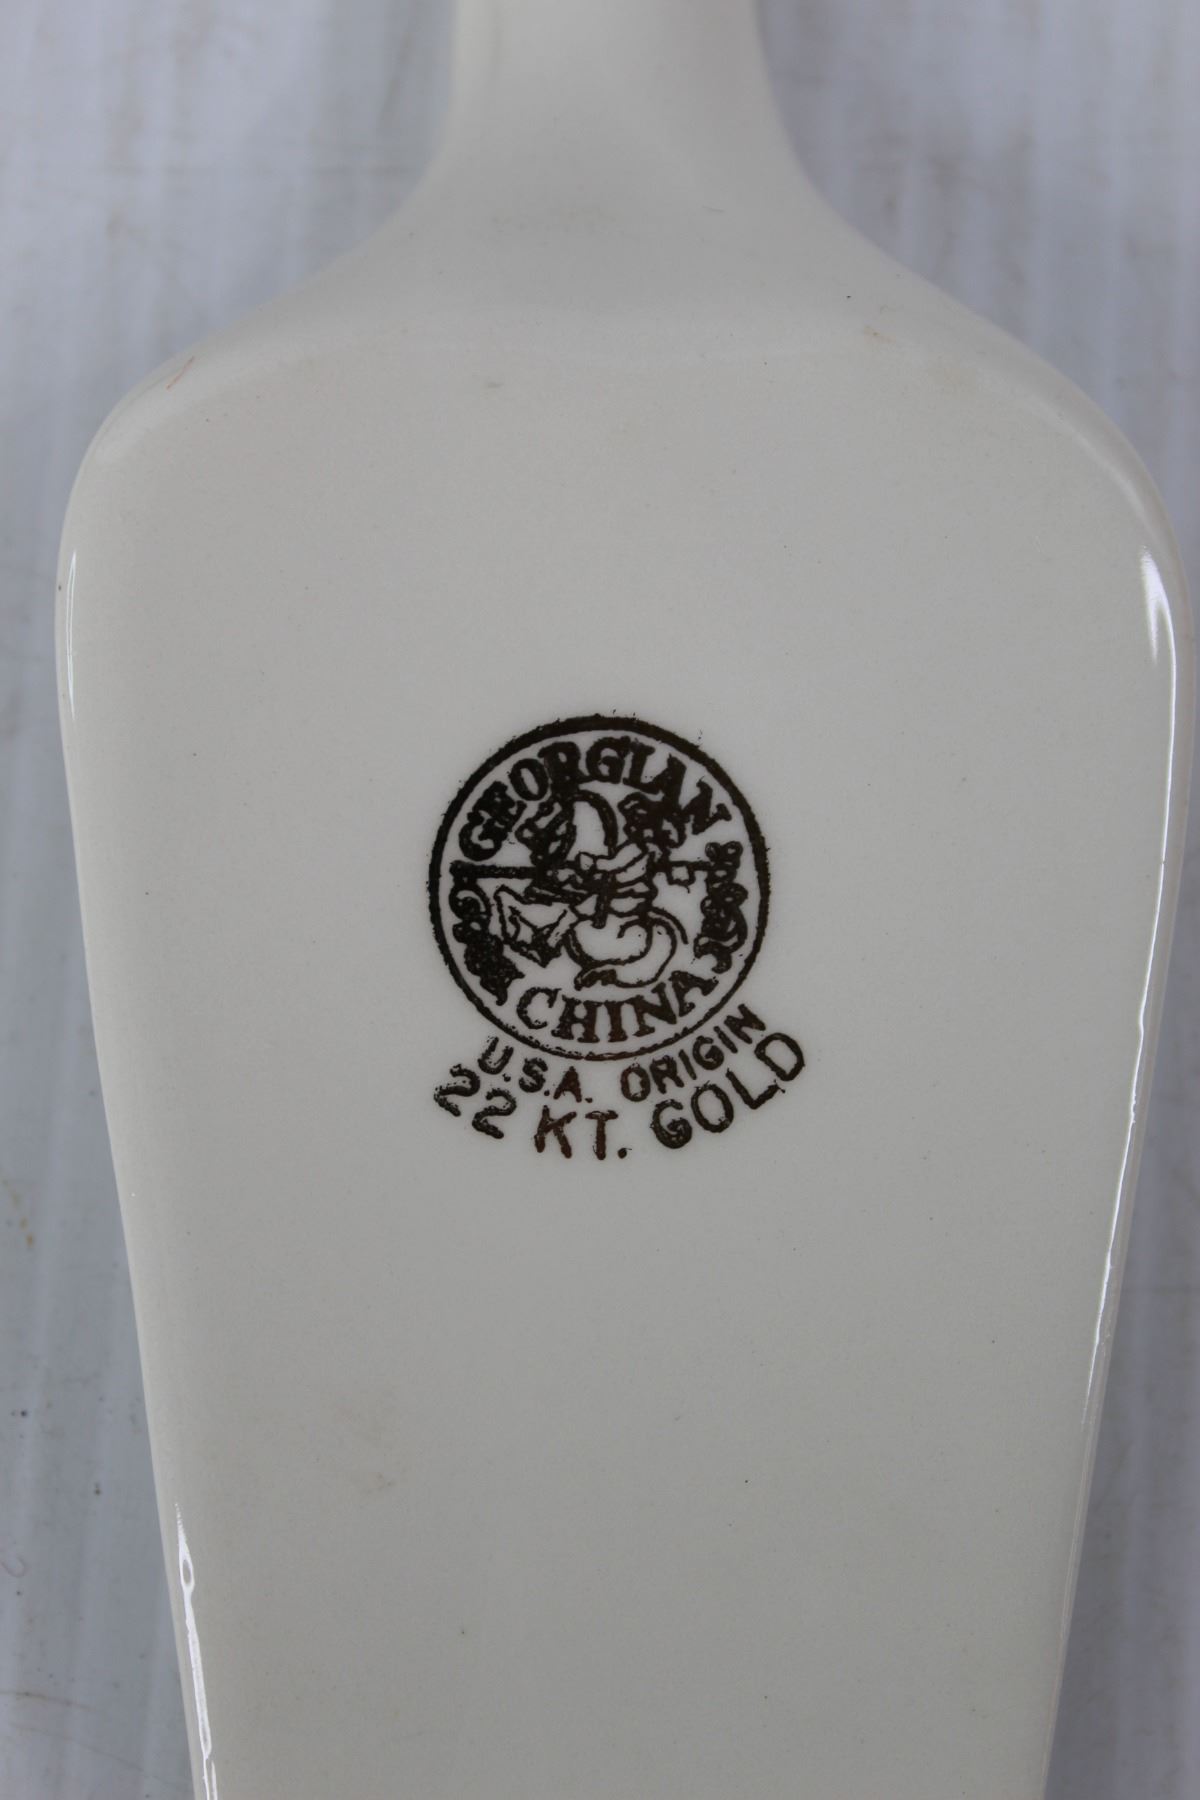 GEORGIAN
CHINA
U.S.A. ORIGIN
22 KT. GOLD